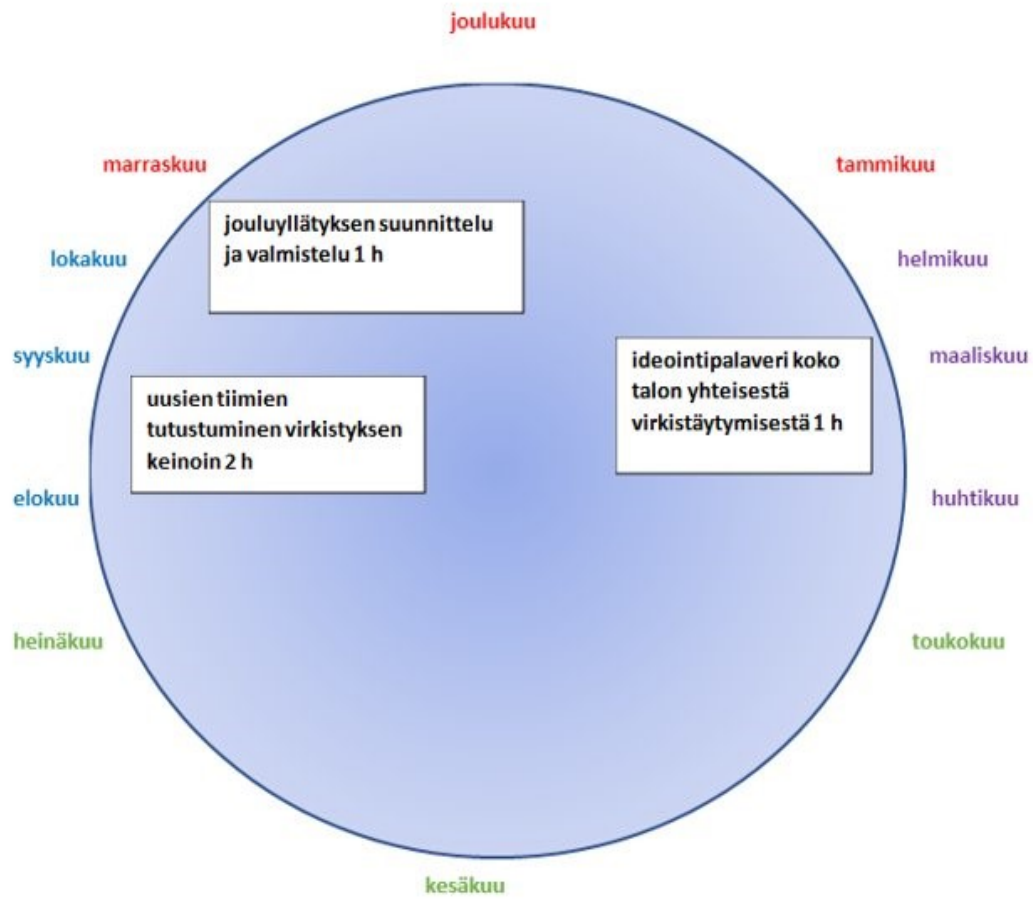 joulukuu
marraskuu
tammikuu
jouluyllätyksen suunnittelu
ja valmistelu 1 h
lokakuu
helmikuu
syyskuu
maaliskuu
ideointipalaveri koko
talon yhteisestä
virkistäytymisestä 1 h
uusien tiimien
tutustuminen virkistyksen
keinoin 2 h
elokuu
huhtikuu
heinäkuu
toukokuu
kesäkuu